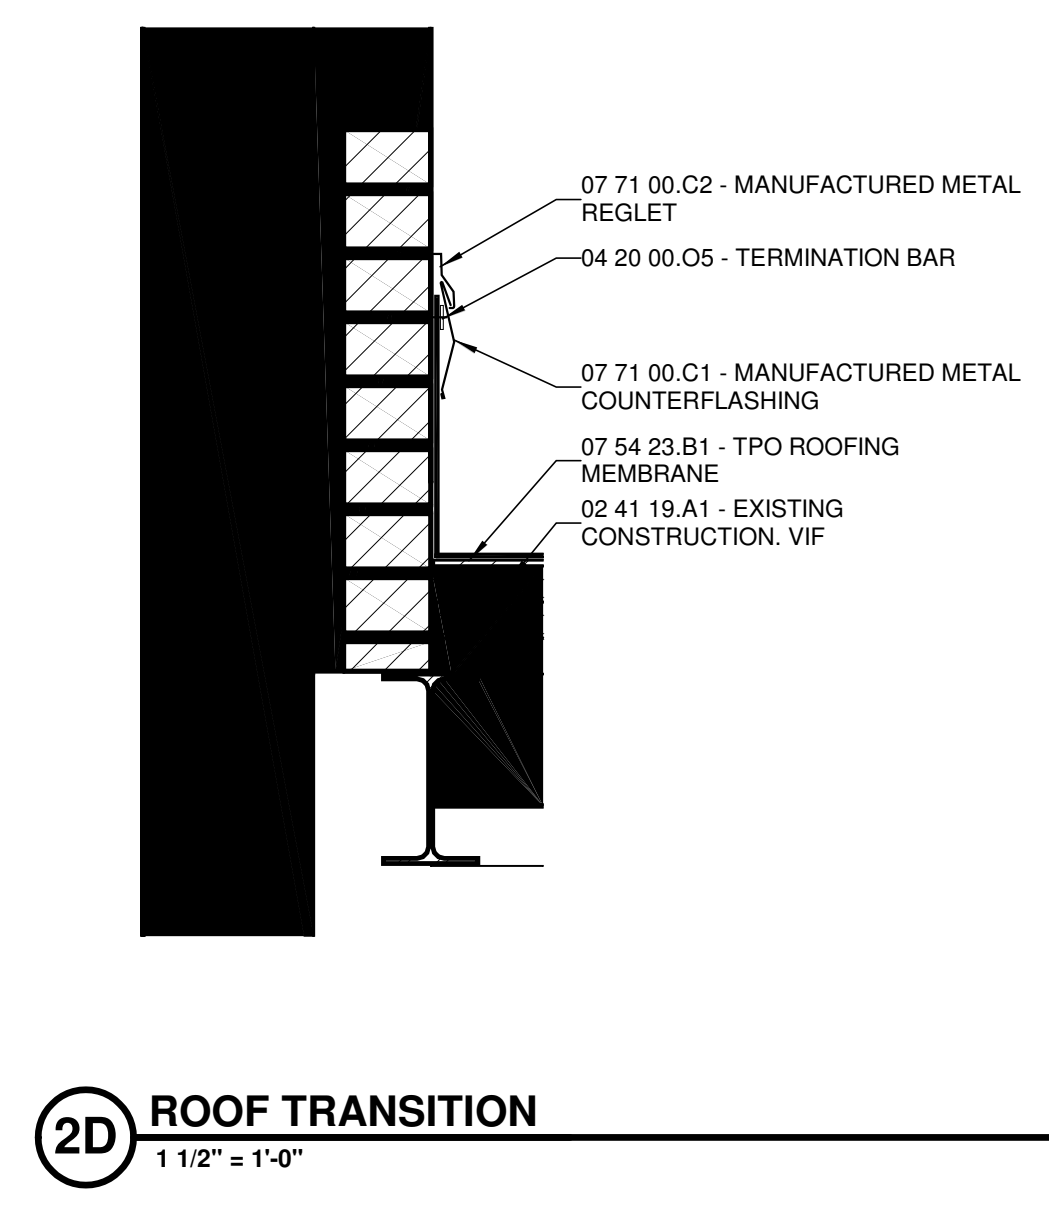 07 71 00.C2 - MANUFACTURED METAL
REGLET
04 20 00.O5 - TERMINATION BAR
07 71 00.C1 - MANUFACTURED METAL
COUNTERFLASHING
07 54 23.B1 - TPO ROOFING
MEMBRANE
02 41 19.A1 - EXISTING
CONSTRUCTION. VIF
2D
ROOF TRANSITION
1 1/2" = 1'-0"